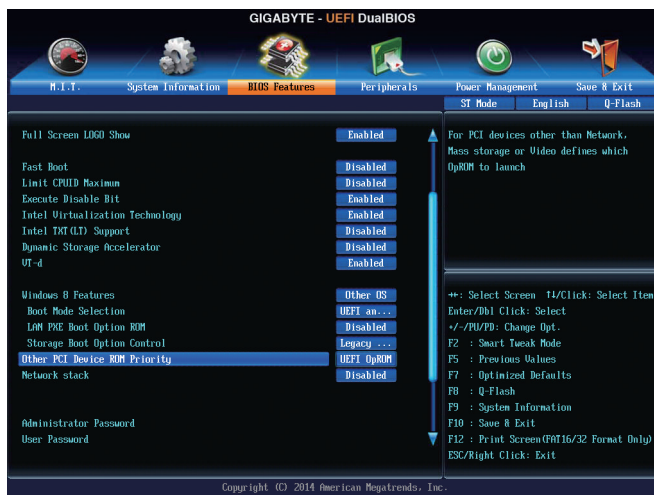 GIGABYTE - UEFI DualBIOS
M.I.T. System Information BIOS Features Peripherals Power Management Save & Exit
ST Mode English Q-Flash
Full Screen LOGO Show Enabled
Fast Boot Disabled
Limit CPUID Maximum Disabled
Execute Disable Bit Enabled
Intel Virtualization Technology Enabled
Intel TXT(LT) Support Disabled
Dynamic Storage Accelerator Disabled
VT-d Enabled
Windows 8 Features Other OS
Boot Mode Selection UEFI an...
LAN PXE Boot Option ROM Disabled
Storage Boot Option Control Legacy ...
Other PCI Device ROM Priority UEFI OpROM
Network stack Disabled
Administrator Password
User Password
For PCI devices other than Network,
Mass storage or Video defines which
OpROM to launch
→←: Select Screen ↑↓/Click: Select Item
Enter/Dbl Click: Select
+/-/PU/PD: Change Opt.
F2 : Smart Tweak Mode
F5 : Previous Values
F7 : Optimized Defaults
F8 : Q-Flash
F9 : System Information
F10 : Save & Exit
F12 : Print Screen(FAT16/32 Format Only)
ESC/Right Click: Exit
Copyright (C) 2014 American Megatrends, Inc.